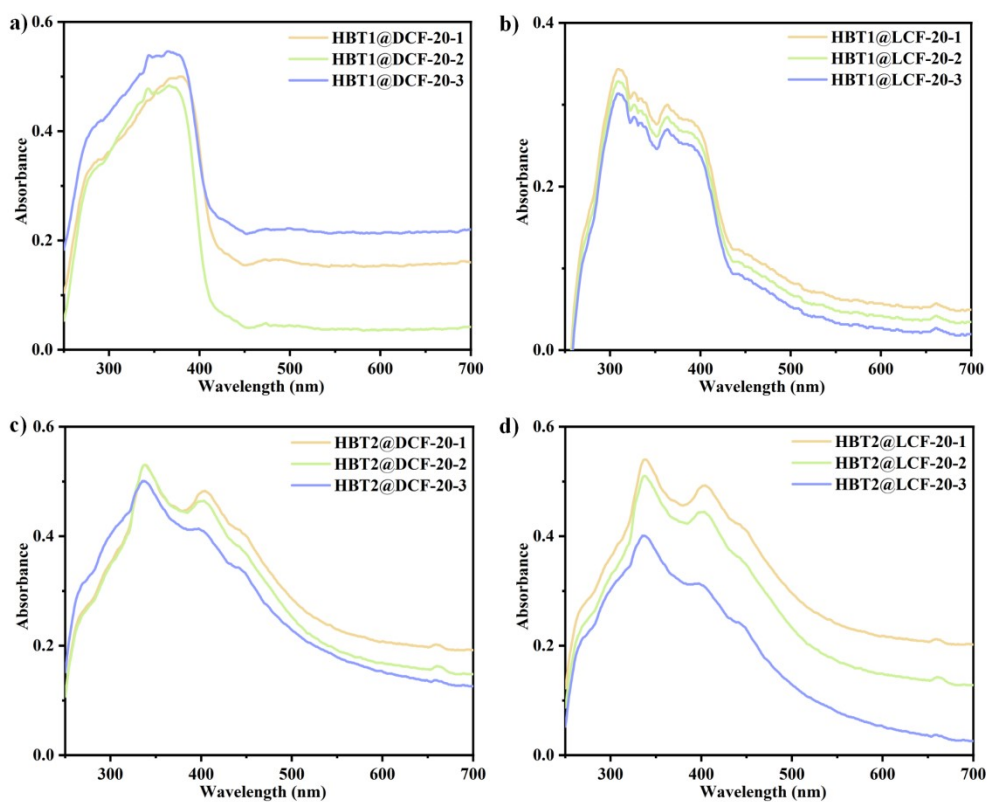 a)
0.6
0.4
0.2
0.0
Absorbance
HBT1@DCF-20-1
HBT1@DCF-20-2
HBT1@DCF-20-3
300 400 500 600 700
Wavelength (nm)
b)
0.4
0.2
0.0
Absorbance
HBT1@LCF-20-1
HBT1@LCF-20-2
HBT1@LCF-20-3
300 400 500 600 700
Wavelength (nm)
c)
0.6
0.4
0.2
0.0
Absorbance
HBT2@DCF-20-1
HBT2@DCF-20-2
HBT2@DCF-20-3
300 400 500 600 700
Wavelength (nm)
d)
0.6
0.4
0.2
0.0
Absorbance
HBT2@LCF-20-1
HBT2@LCF-20-2
HBT2@LCF-20-3
300 400 500 600 700
Wavelength (nm)